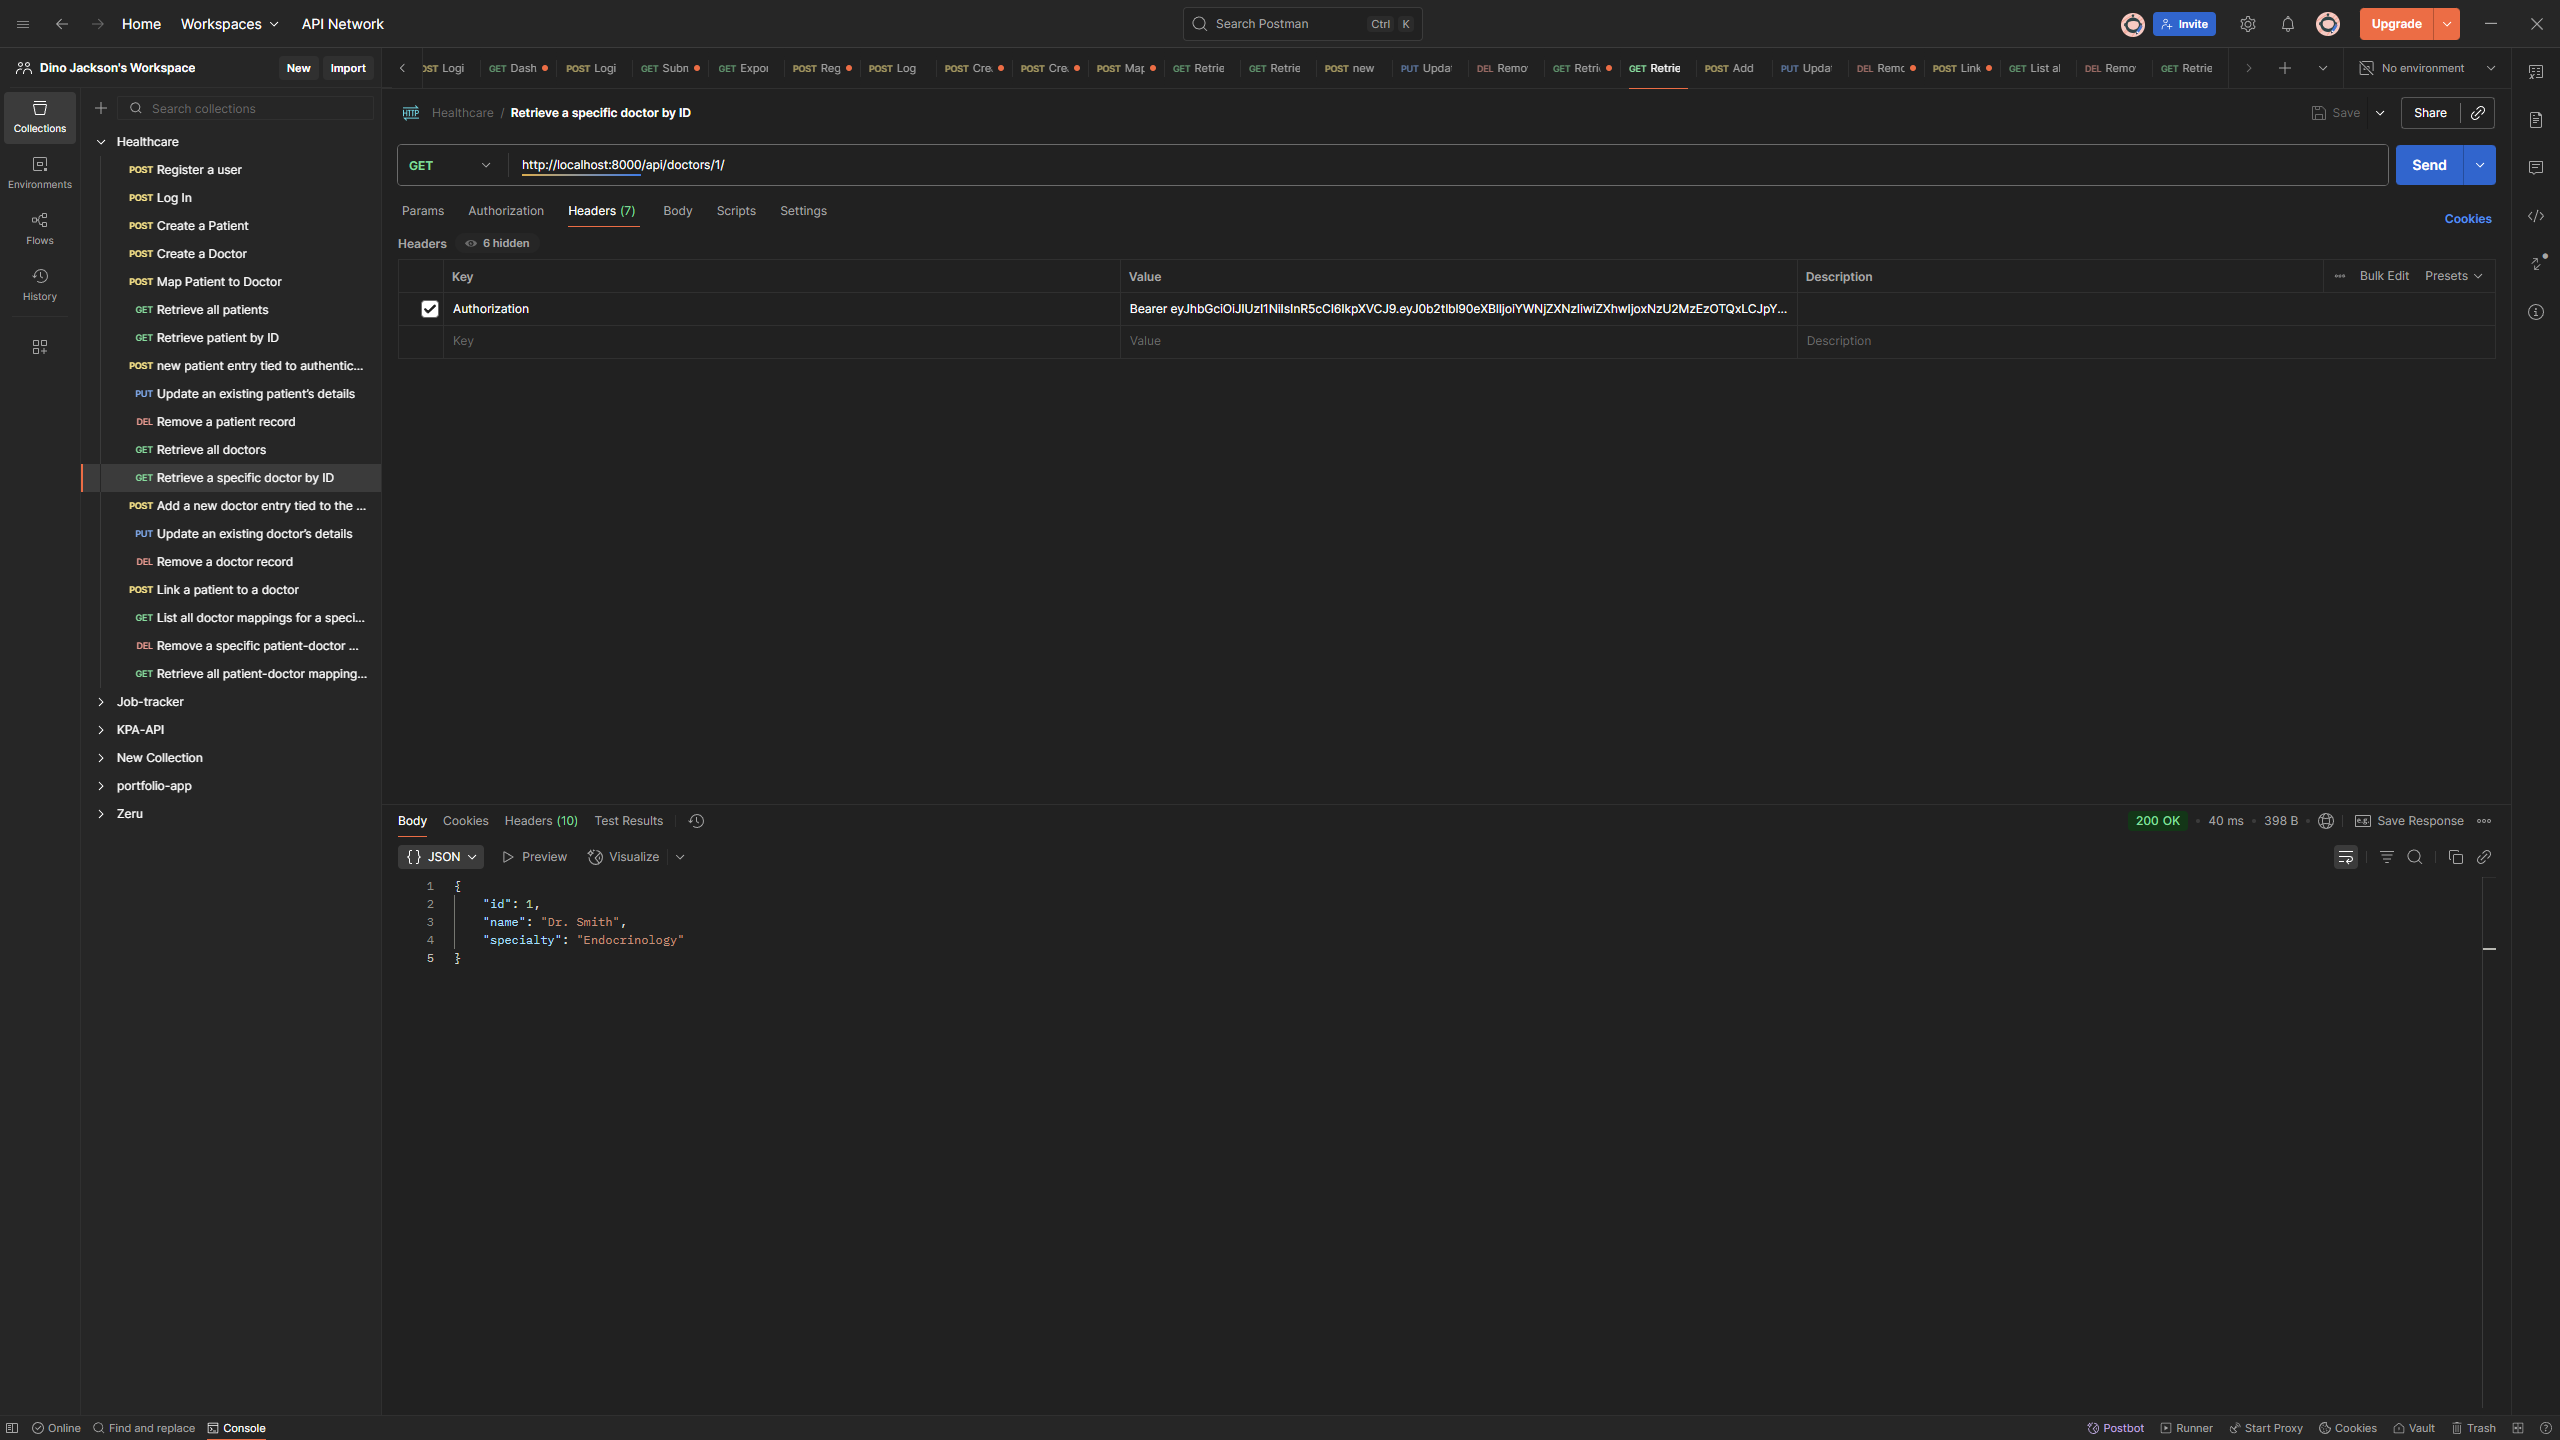 Home Workspaces API Network Search Postman Ctrl K Invite Upgrade
Dino Jackson's Workspace New Import
OST Logi GET Dash POST Logi GET Subm GET Expor POST Reg POST Log POST Cre POST Cre POST Map GET Retrie GET Retrie POST new PUT Upda DEL Remo GET Retri GET Retrie POST Add PUT Upda DEL Remo POST Link GET List al DEL Remo GET Retrie No environment
Collections
Environments
Flows
History
Search collections
Healthcare
POST Register a user
POST Log In
POST Create a Patient
POST Create a Doctor
POST Map Patient to Doctor
GET Retrieve all patients
GET Retrieve patient by ID
POST new patient entry tied to authentic...
PUT Update an existing patient's details
DEL Remove a patient record
GET Retrieve all doctors
GET Retrieve a specific doctor by ID
POST Add a new doctor entry tied to the ...
PUT Update an existing doctor's details
DEL Remove a doctor record
POST Link a patient to a doctor
GET List all doctor mappings for a speci...
DEL Remove a specific patient-doctor ...
GET Retrieve all patient-doctor mapping...
Job-tracker
KPA-API
New Collection
portfolio-app
Zeru
HTTP Healthcare / Retrieve a specific doctor by ID Save Share
GET http://localhost:8000/api/doctors/1/ Send
Params Authorization Headers (7) Body Scripts Settings Cookies
Headers 6 hidden
Key Value Description Bulk Edit Presets
Authorization Bearer eyJhbGciOiJIUzI1NiIsInR5cCI6IkpXVCJ9.eyJ0b2tlbl90eXBlIjoiYWNjZXNzIiwiZXhwIjoxNzU2MzEzOTQxLCJpY...
Key Value Description
Body Cookies Headers (10) Test Results 200 OK 40 ms 398 B e.g. Save Response
{} JSON Preview Visualize
1 {
2 "id": 1,
3 "name": "Dr. Smith",
4 "specialty": "Endocrinology"
5 }
Online Find and replace Console Postbot Runner Start Proxy Cookies Vault Trash